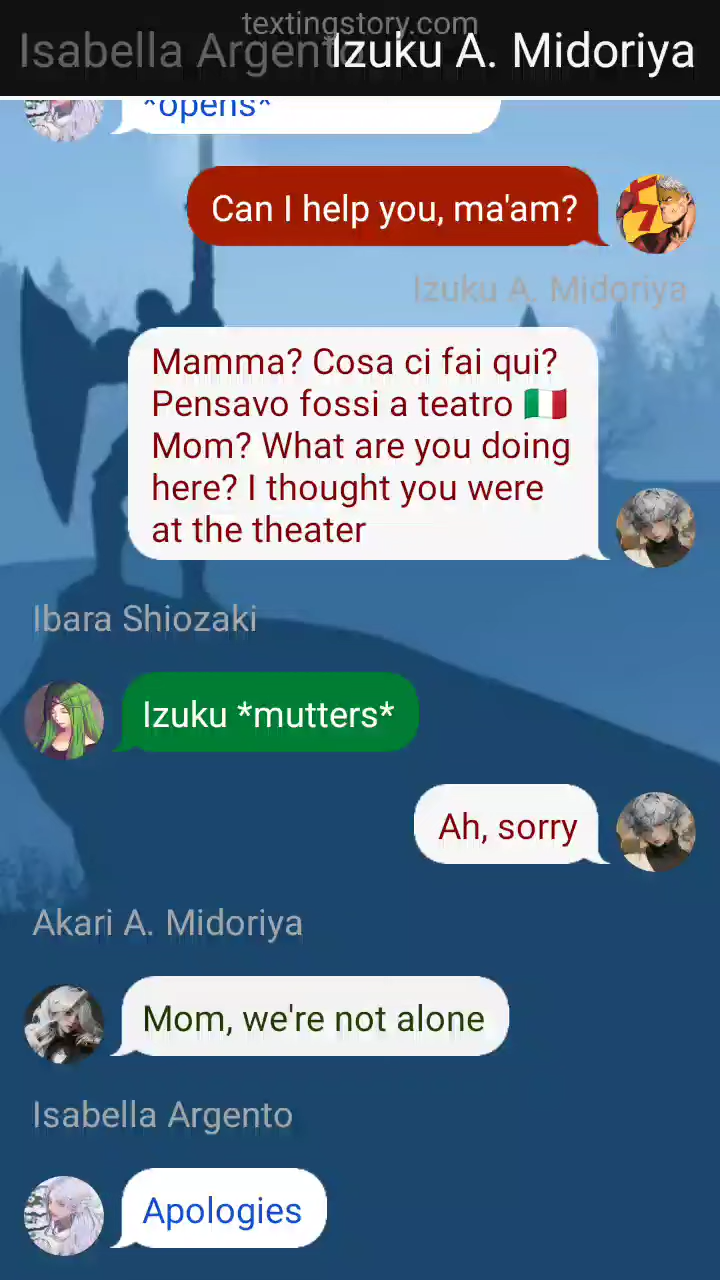 textingstory.com
Isabella Argento
Izuku A. Midoriya
*opens*
Can I help you, ma'am?
Izuku A. Midoriya
Mamma? Cosa ci fai qui?
Pensavo fossi a teatro 🇮🇹
Mom? What are you doing
here? I thought you were
at the theater
Ibara Shiozaki
Izuku *mutters*
Ah, sorry
Akari A. Midoriya
Mom, we're not alone
Isabella Argento
Apologies